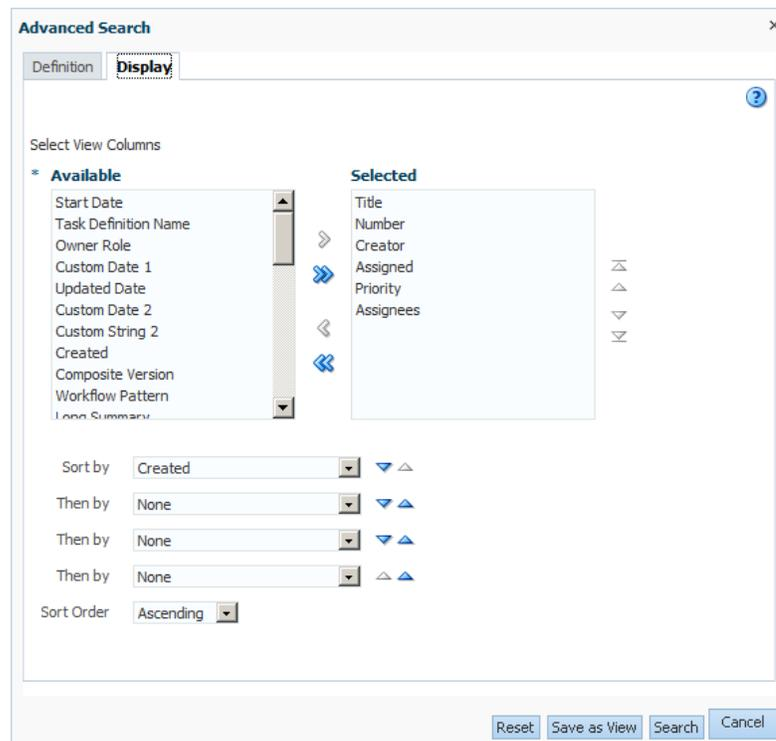 Advanced Search
Definition Display
Select View Columns
* Available
Start Date
Task Definition Name
Owner Role
Custom Date 1
Updated Date
Custom Date 2
Custom String 2
Created
Composite Version
Workflow Pattern
Long Summary
Selected
Title
Number
Creator
Assigned
Priority
Assignees
Sort by Created
Then by None
Then by None
Then by None
Sort Order Ascending
Reset Save as View Search Cancel